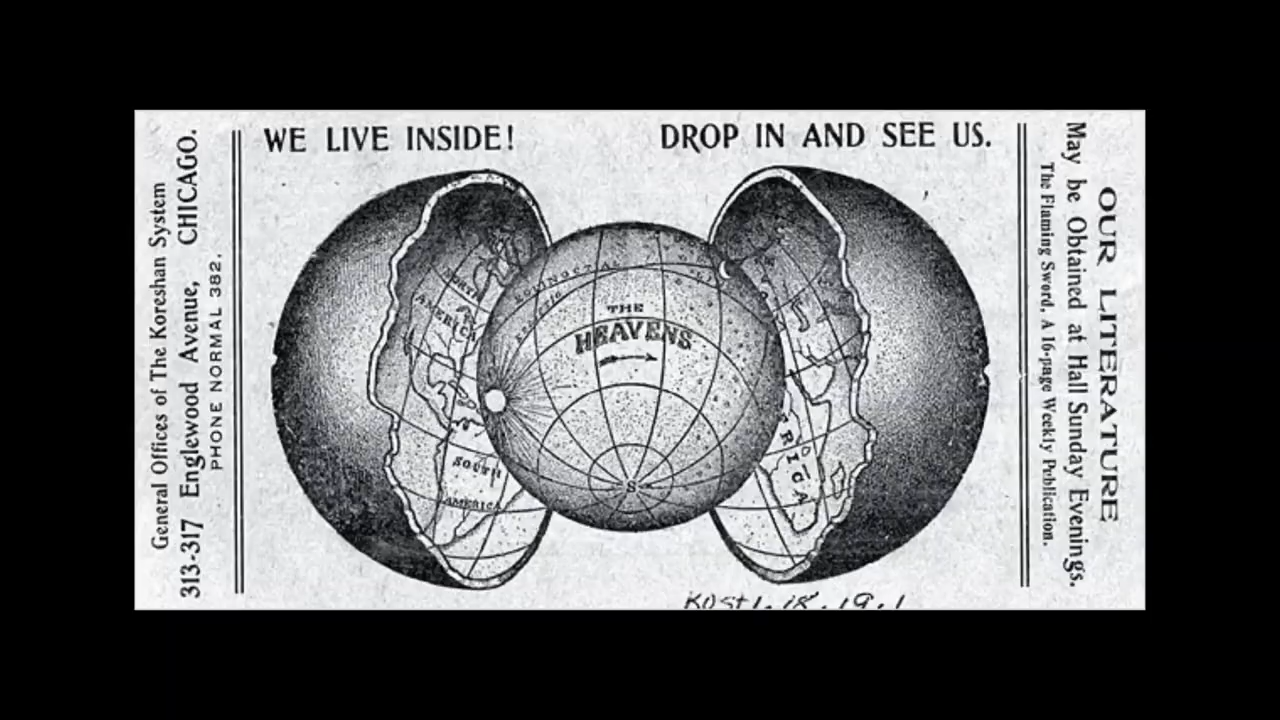 General Offices of The Koreshan System
313-317 Englewood Avenue, CHICAGO.
PHONE NORMAL 382.
WE LIVE INSIDE!
DROP IN AND SEE US.
NORTH
AMERICA
SOUTH
AMERICA
EQUINOCTIAL
THE
HEAVENS
S
AFRICA
OUR LITERATURE
May be Obtained at Hall Sunday Evenings.
The Flaming Sword, A 16-page Weekly Publication.